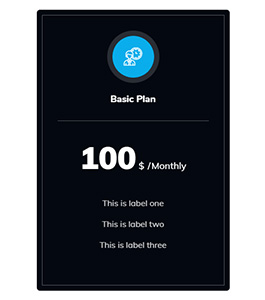 Basic Plan
100 $ /Monthly
This is label one
This is label two
This is label three